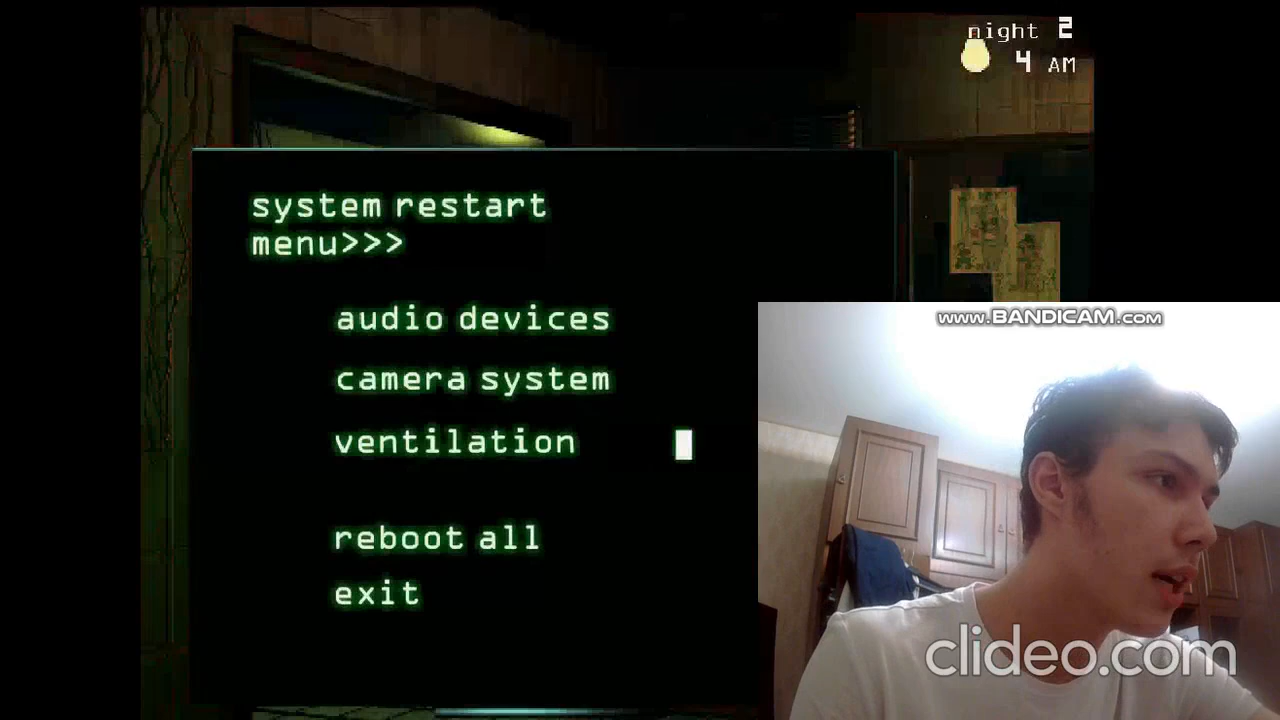 night 2
4 AM
system restart
menu>>>
audio devices
camera system
ventilation
reboot all
exit
www.BANDICAM.com
clideo.com